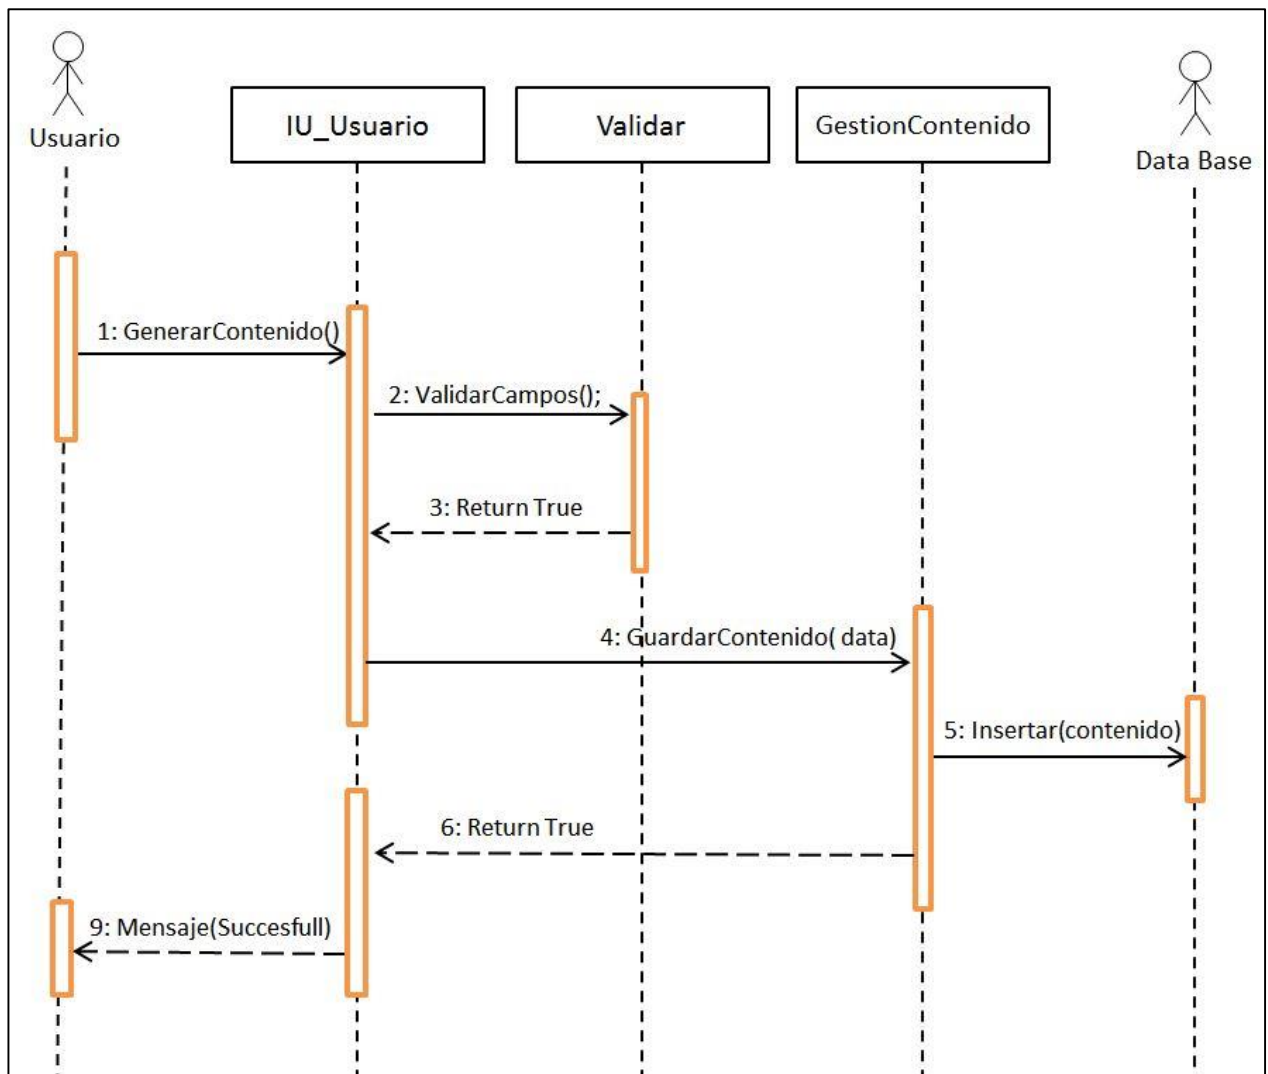 Usuario
IU_Usuario
Validar
GestionContenido
Data Base
1: GenerarContenido()
2: ValidarCampos();
3: Return True
4: GuardarContenido( data)
5: Insertar(contenido)
6: Return True
9: Mensaje(Succesfull)